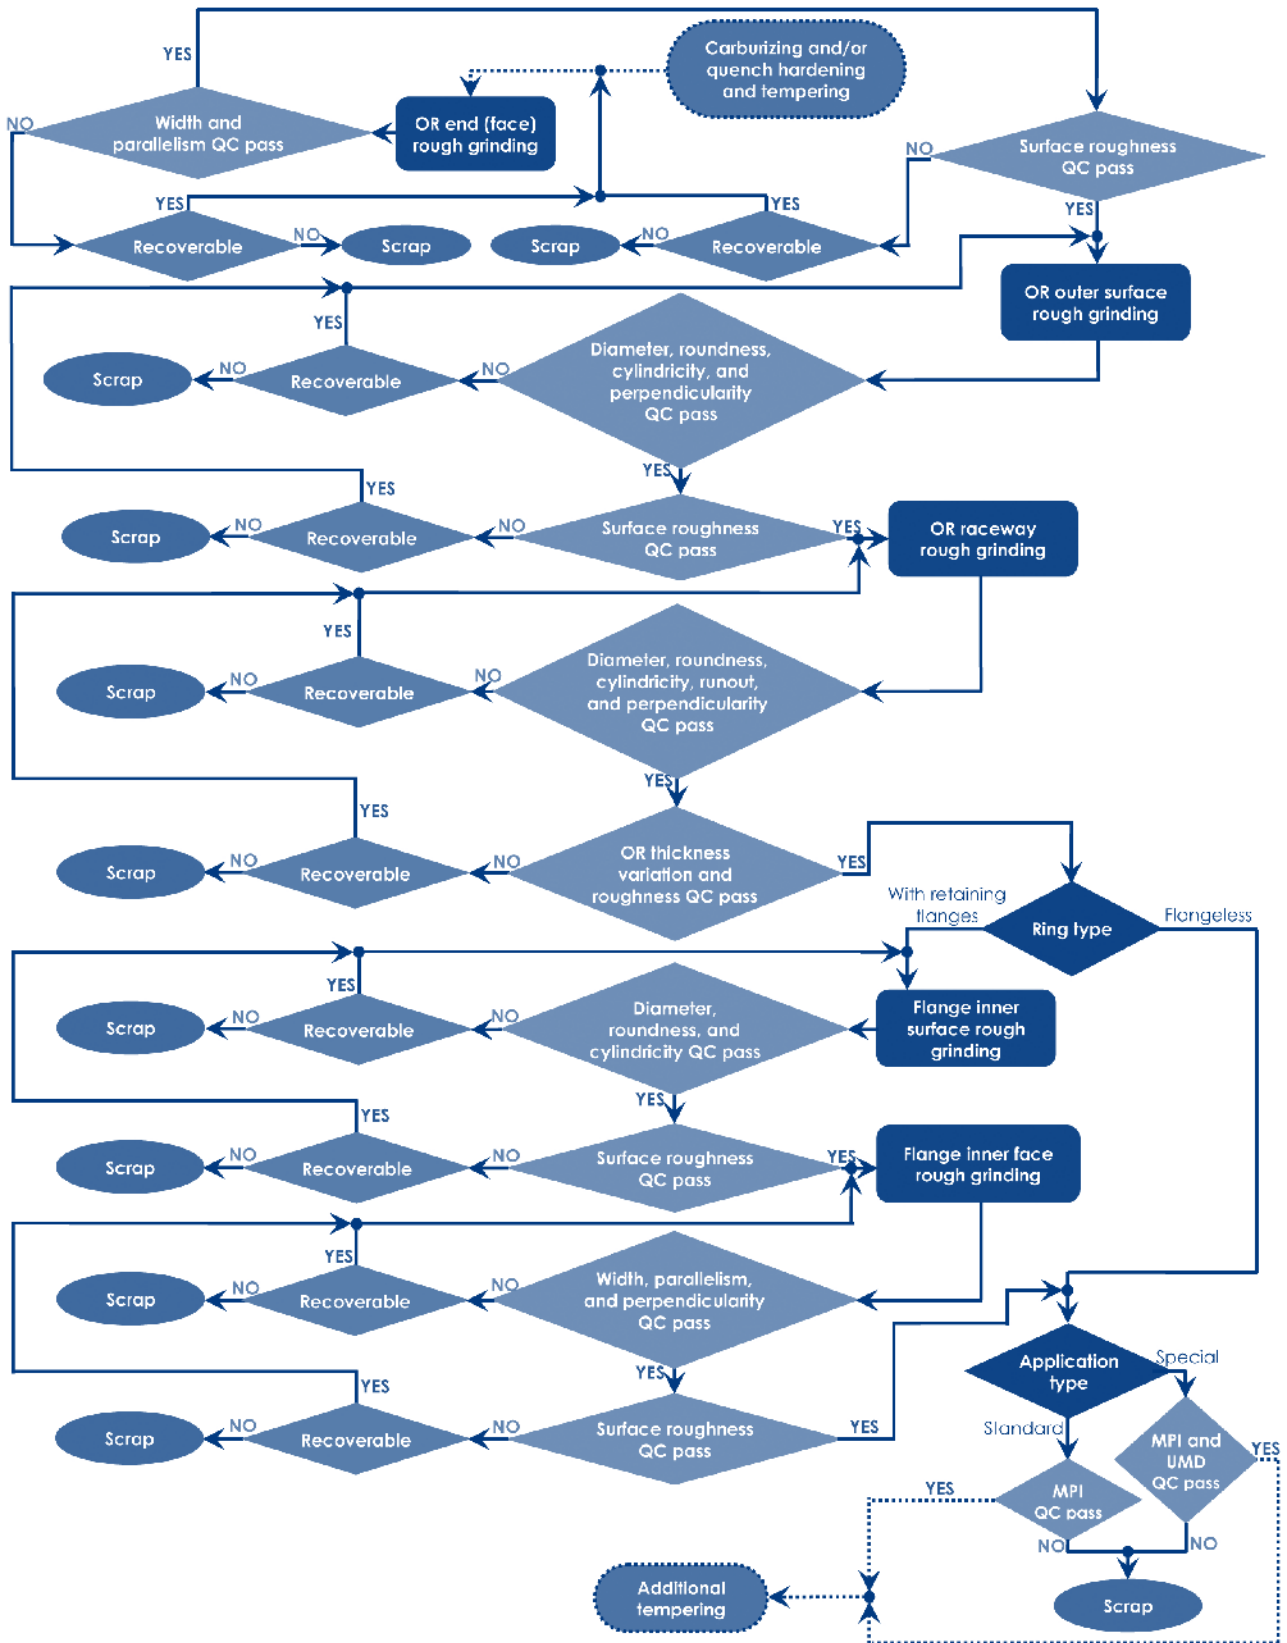 YES
Carburizing and/or
quench hardening
and tempering
NO
Width and
parallelism QC pass
OR end (face)
rough grinding
NO
Surface roughness
QC pass
YES
YES
YES
Recoverable
NO
Scrap
Scrap
NO
Recoverable
OR outer surface
rough grinding
YES
Scrap
NO
Recoverable
NO
Diameter, roundness,
cylindricity, and
perpendicularity
QC pass
YES
YES
Scrap
NO
Recoverable
NO
Surface roughness
QC pass
YES
OR raceway
rough grinding
YES
Scrap
NO
Recoverable
NO
Diameter, roundness,
cylindricity, runout,
and perpendicularity
QC pass
YES
YES
Scrap
NO
Recoverable
NO
OR thickness
variation and
roughness QC pass
YES
With retaining
flanges
Ring type
Flangeless
YES
Scrap
NO
Recoverable
NO
Diameter,
roundness, and
cylindricity QC pass
Flange inner
surface rough
grinding
YES
YES
Scrap
NO
Recoverable
NO
Surface roughness
QC pass
YES
Flange inner face
rough grinding
YES
Scrap
NO
Recoverable
NO
Width, parallelism,
and perpendicularity
QC pass
YES
YES
Scrap
NO
Recoverable
NO
Surface roughness
QC pass
YES
Application
type
Special
Standard
MPI and
UMD
QC pass
YES
YES
MPI
QC pass
NO
NO
Additional
tempering
Scrap